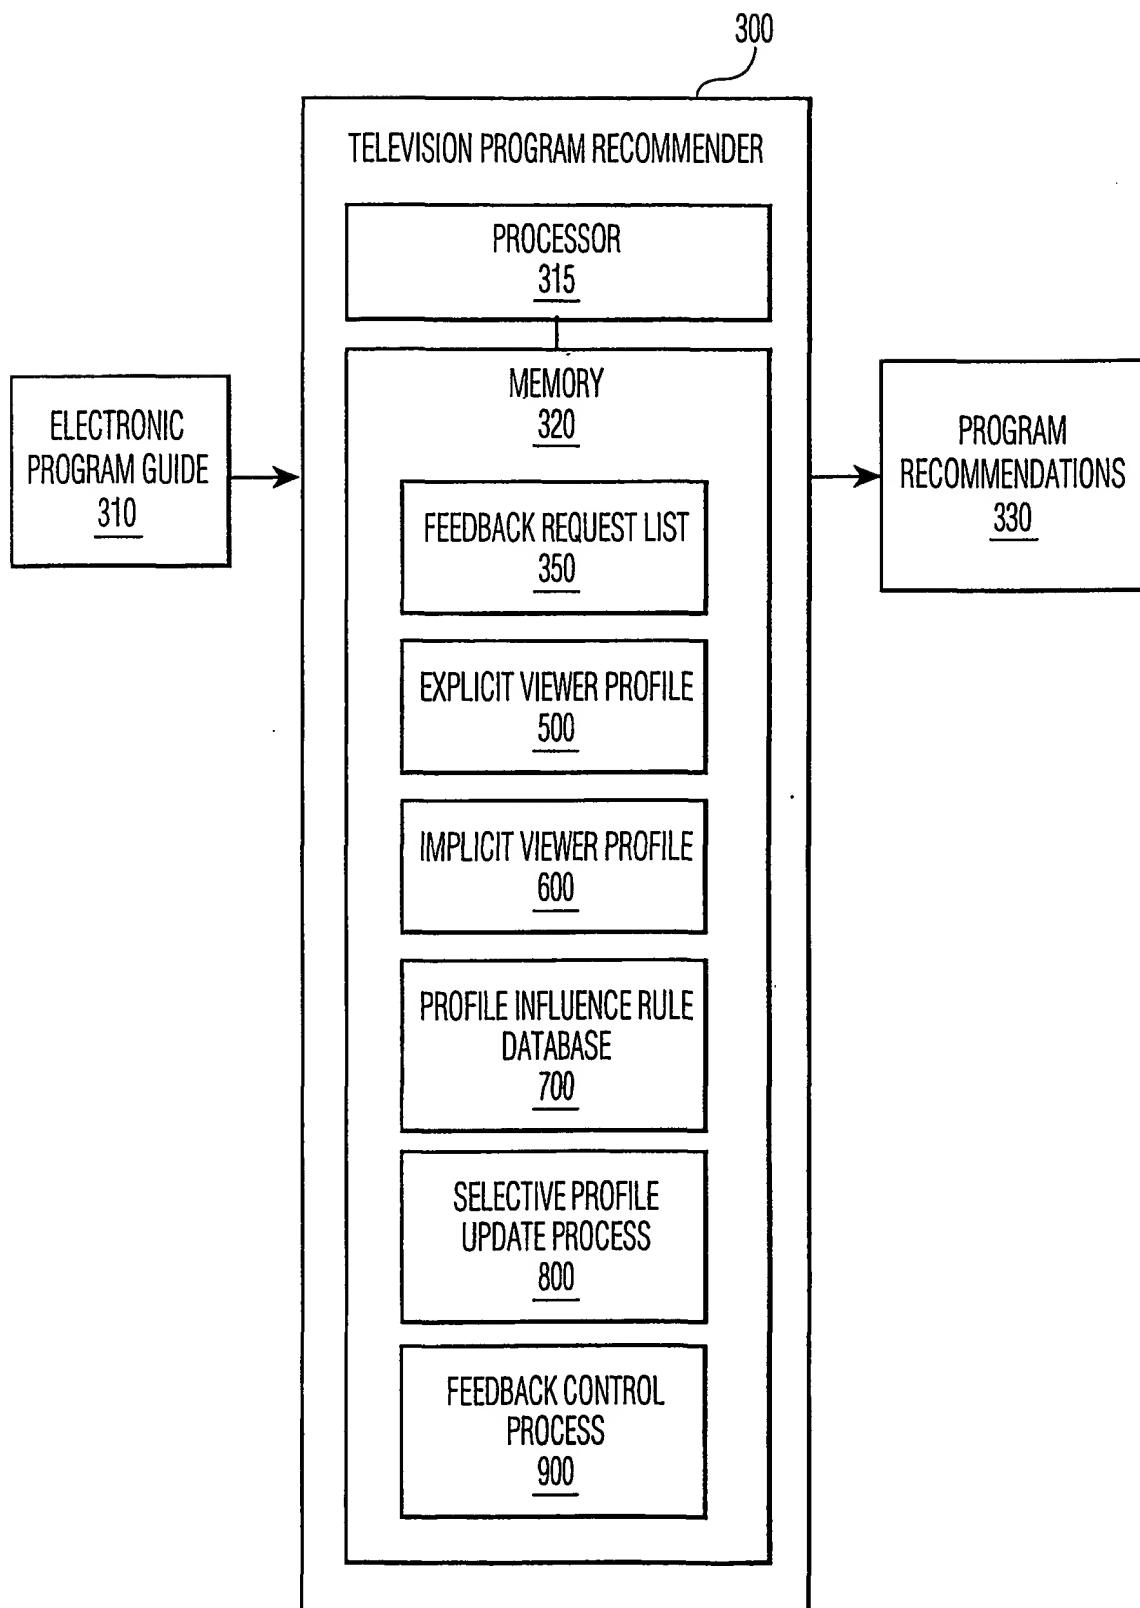 300
TELEVISION PROGRAM RECOMMENDER
PROCESSOR
315
MEMORY
320
ELECTRONIC
PROGRAM GUIDE
310
PROGRAM
RECOMMENDATIONS
330
FEEDBACK REQUEST LIST
350
EXPLICIT VIEWER PROFILE
500
IMPLICIT VIEWER PROFILE
600
PROFILE INFLUENCE RULE
DATABASE
700
SELECTIVE PROFILE
UPDATE PROCESS
800
FEEDBACK CONTROL
PROCESS
900